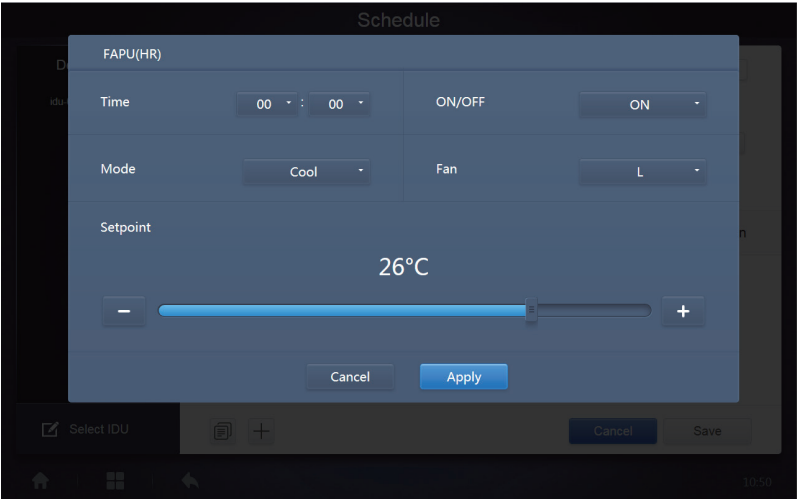 Schedule
FAPU(HR)
Time 00 : 00 ON/OFF ON
idu-
Mode Cool Fan L
Setpoint
26°C
− +
Cancel Apply
Select IDU Cancel Save
10:50